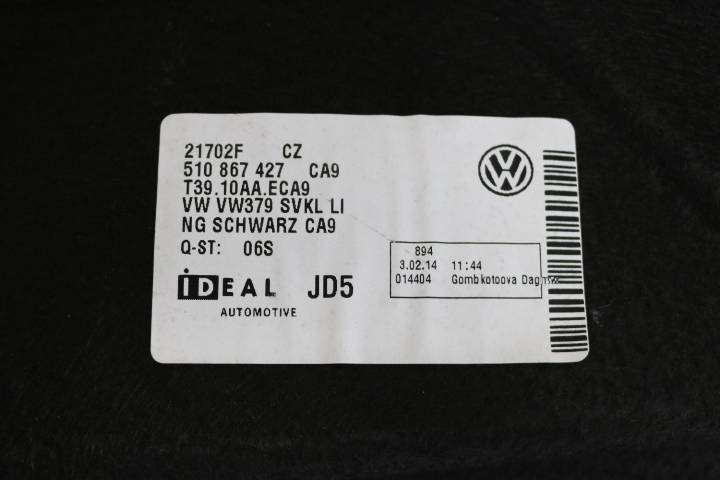 21702F CZ
510 867 427 CA9
T39.10AA.ECA9
VW VW379 SVKL LI
NG SCHWARZ CA9
Q-ST: 06S
894
3.02.14 11:44
014404 Gombkotoova
iDEAL JD5
AUTOMOTIVE